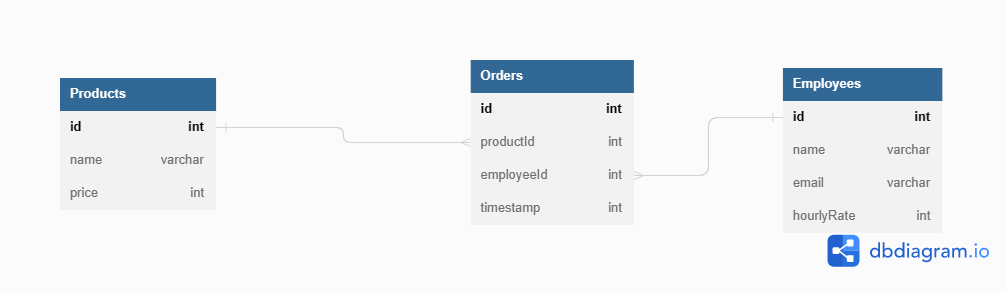 Products
id int
name varchar
price int
Orders
id int
productId int
employeeId int
timestamp int
Employees
id int
name varchar
email varchar
hourlyRate int
dbdiagram.io